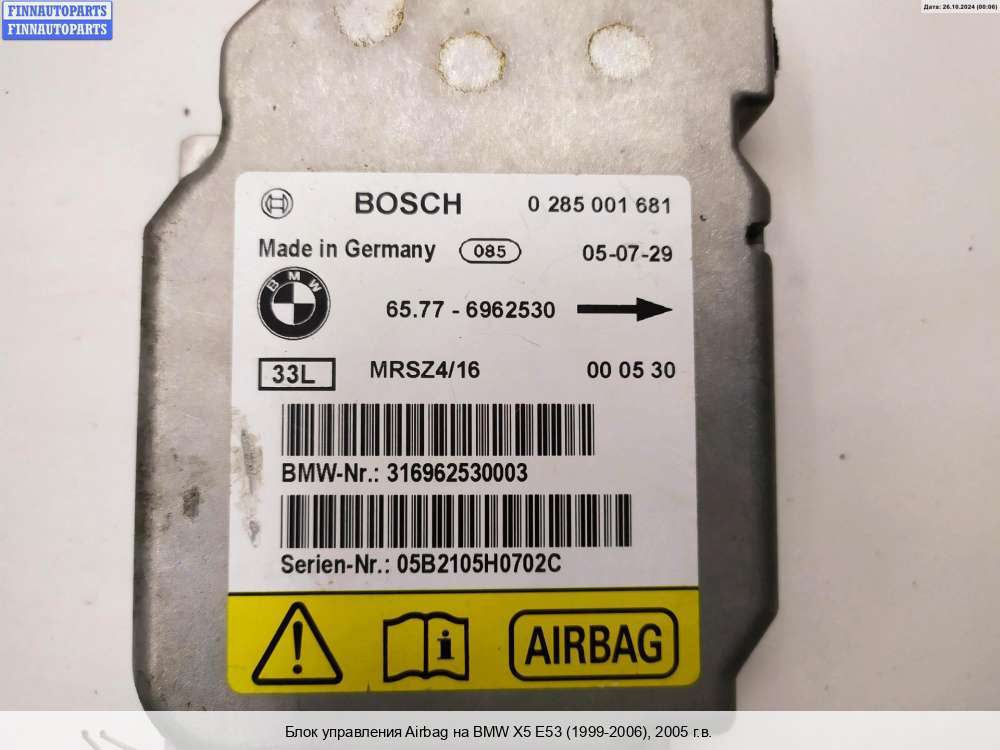 FINNAUTOPARTS
FINNAUTOPARTS
Дата: 26.10.2024 (00:06)
BOSCH 0 285 001 681
Made in Germany 085 05-07-29
BMW
65.77 - 6962530
33L MRSZ4/16 00 0530
BMW-Nr.: 316962530003
Serien-Nr.: 05B2105H0702C
! i AIRBAG
Блок управления Airbag на BMW X5 E53 (1999-2006), 2005 г.в.